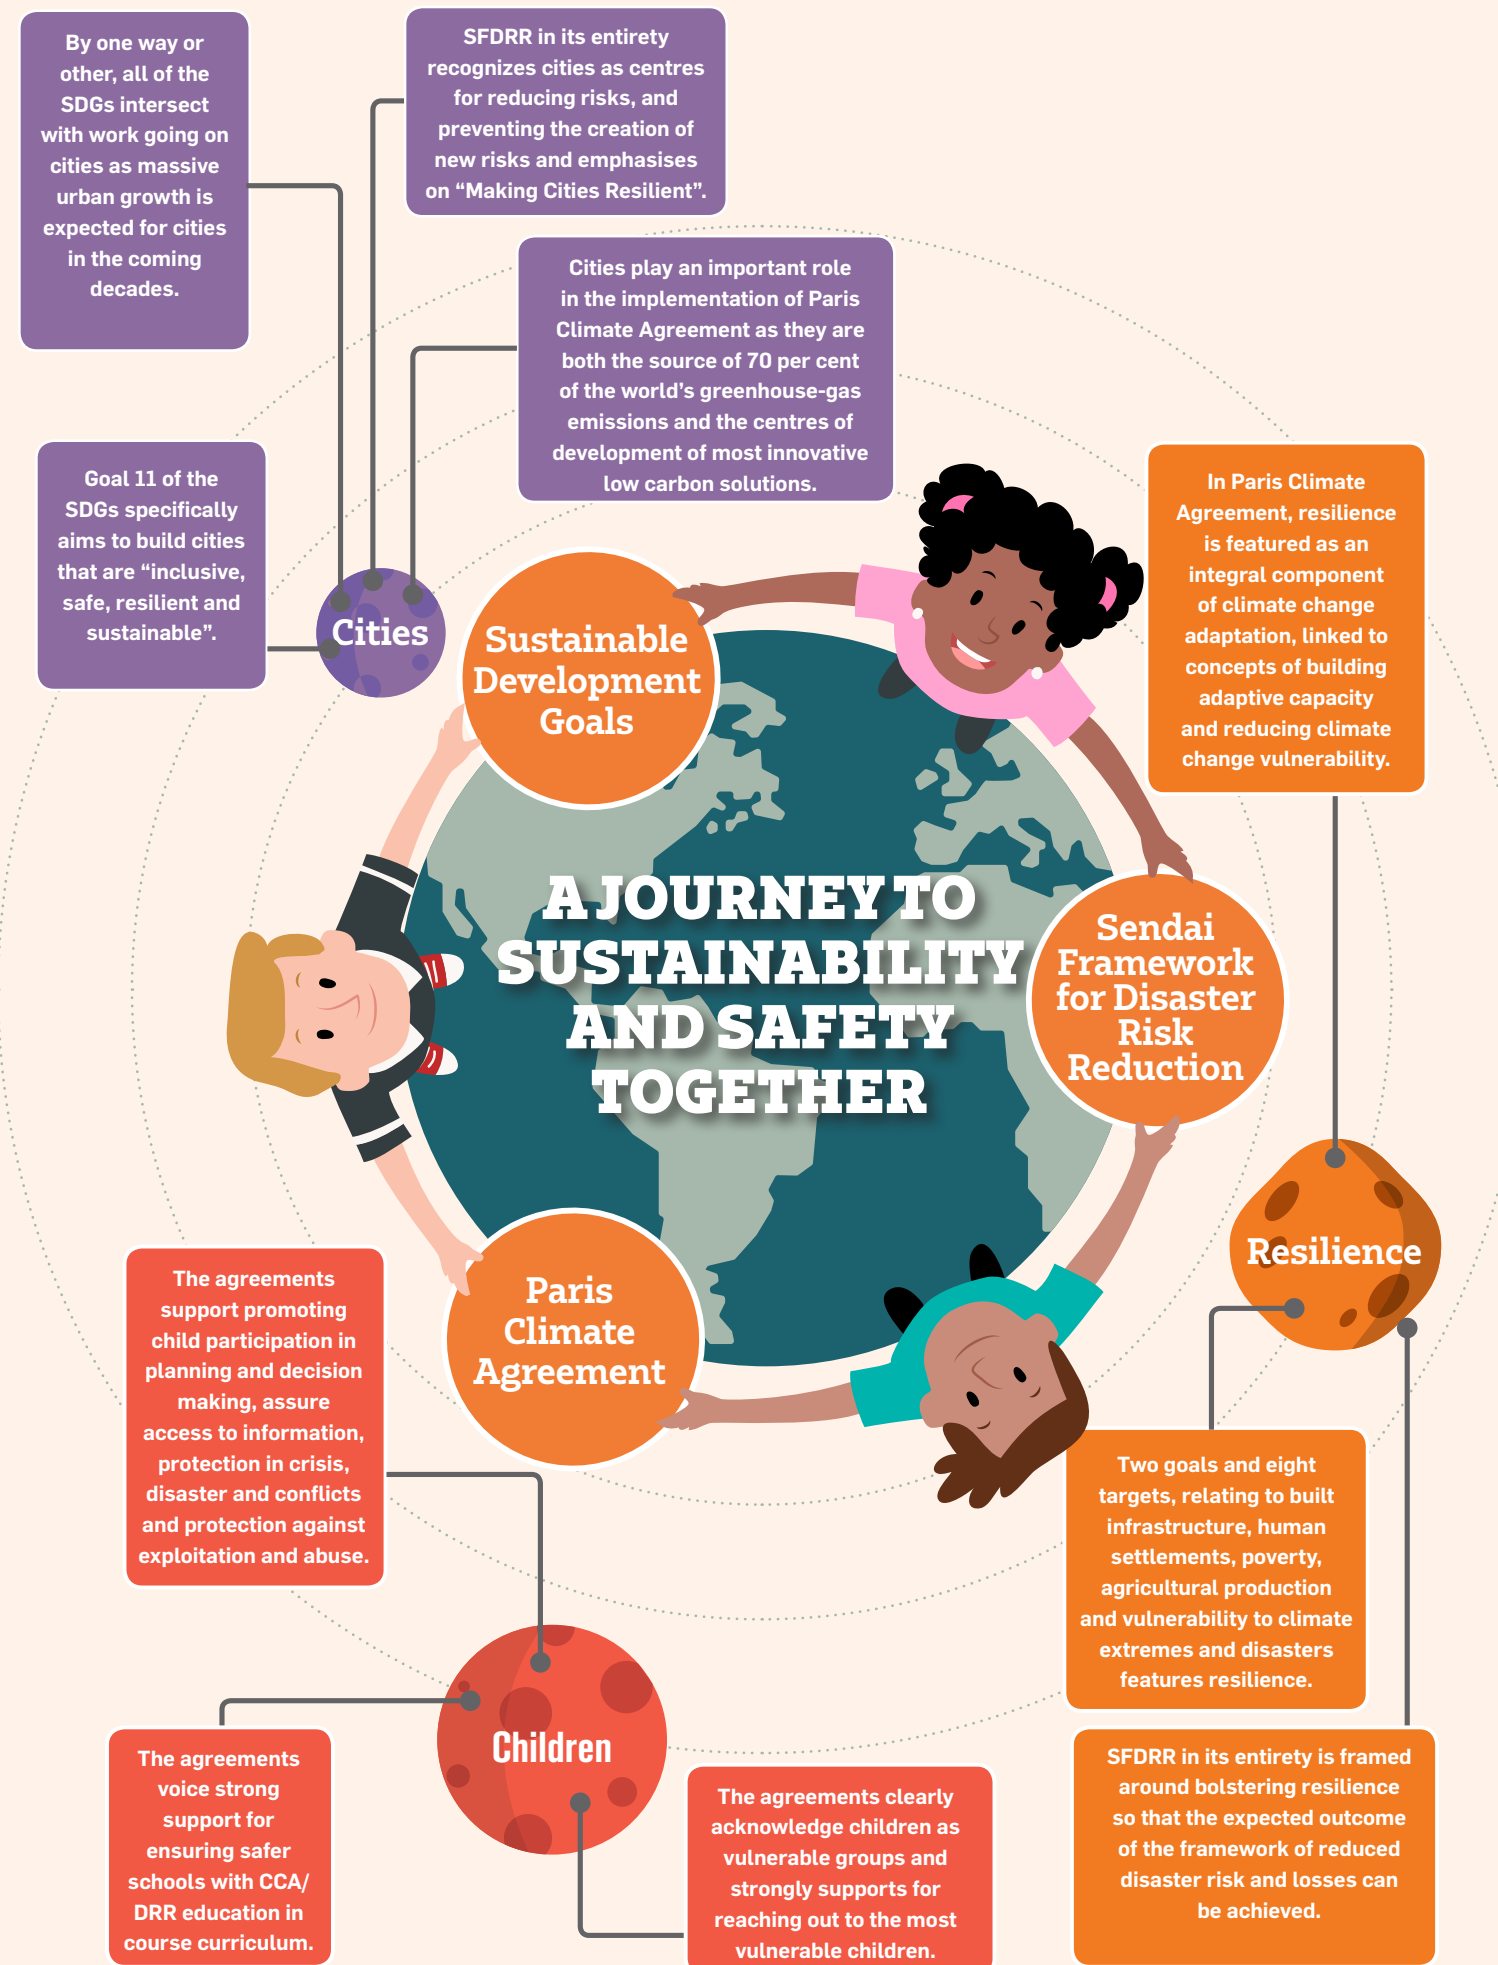 By one way or
other, all of the
SDGs intersect
with work going on
cities as massive
urban growth is
expected for cities
in the coming
decades.
SFDRR in its entirety
recognizes cities as centres
for reducing risks, and
preventing the creation of
new risks and emphasises
on “Making Cities Resilient”.
Cities play an important role
in the implementation of Paris
Climate Agreement as they are
both the source of 70 per cent
of the world’s greenhouse-gas
emissions and the centres of
development of most innovative
low carbon solutions.
Goal 11 of the
SDGs specifically
aims to build cities
that are “inclusive,
safe, resilient and
sustainable”.
Cities
Sustainable
Development
Goals
In Paris Climate
Agreement, resilience
is featured as an
integral component
of climate change
adaptation, linked to
concepts of building
adaptive capacity
and reducing climate
change vulnerability.
A JOURNEY TO
SUSTAINABILITY
AND SAFETY
TOGETHER
Sendai
Framework
for Disaster
Risk
Reduction
Resilience
Paris
Climate
Agreement
The agreements
support promoting
child participation in
planning and decision
making, assure
access to information,
protection in crisis,
disaster and conflicts
and protection against
exploitation and abuse.
Two goals and eight
targets, relating to built
infrastructure, human
settlements, poverty,
agricultural production
and vulnerability to climate
extremes and disasters
features resilience.
Children
The agreements
voice strong
support for
ensuring safer
schools with CCA/
DRR education in
course curriculum.
The agreements clearly
acknowledge children as
vulnerable groups and
strongly supports for
reaching out to the most
vulnerable children.
SFDRR in its entirety is framed
around bolstering resilience
so that the expected outcome
of the framework of reduced
disaster risk and losses can
be achieved.